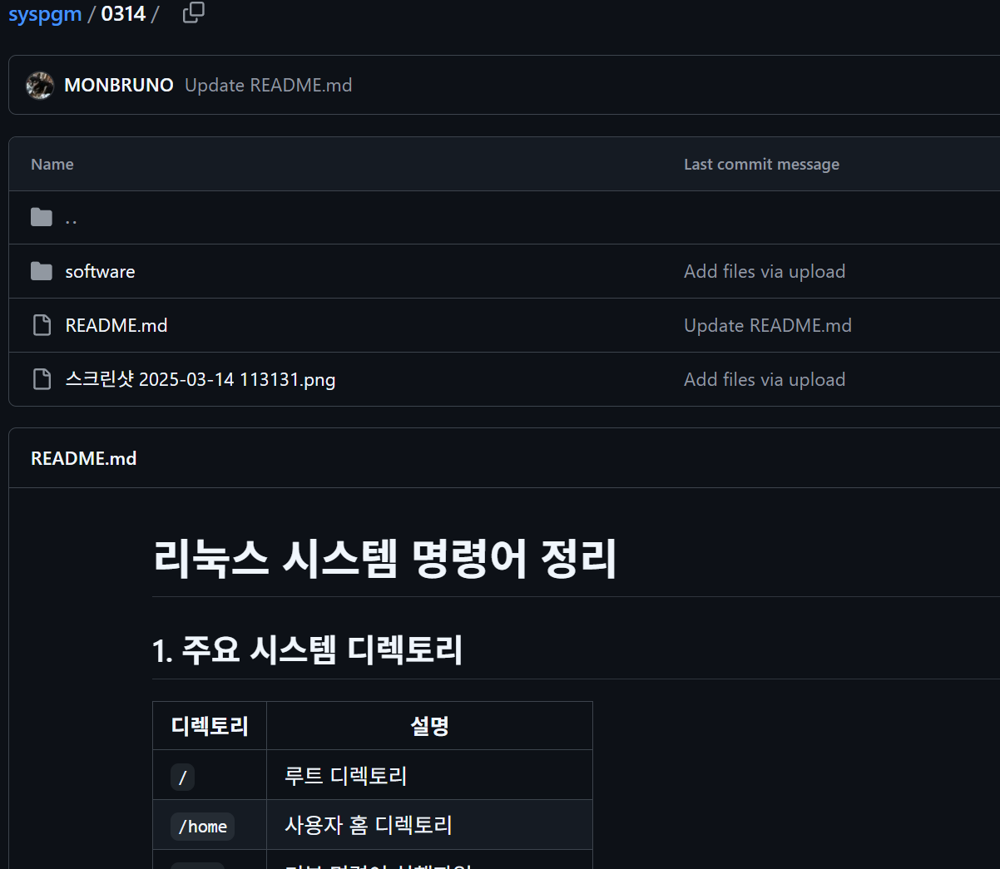 syspgm / 0314 /
MONBRUNO Update README.md
Name Last commit message
..
software Add files via upload
README.md Update README.md
스크린샷 2025-03-14 113131.png Add files via upload
README.md
리눅스 시스템 명령어 정리
1. 주요 시스템 디렉토리
디렉토리 설명
/ 루트 디렉토리
/home 사용자 홈 디렉토리